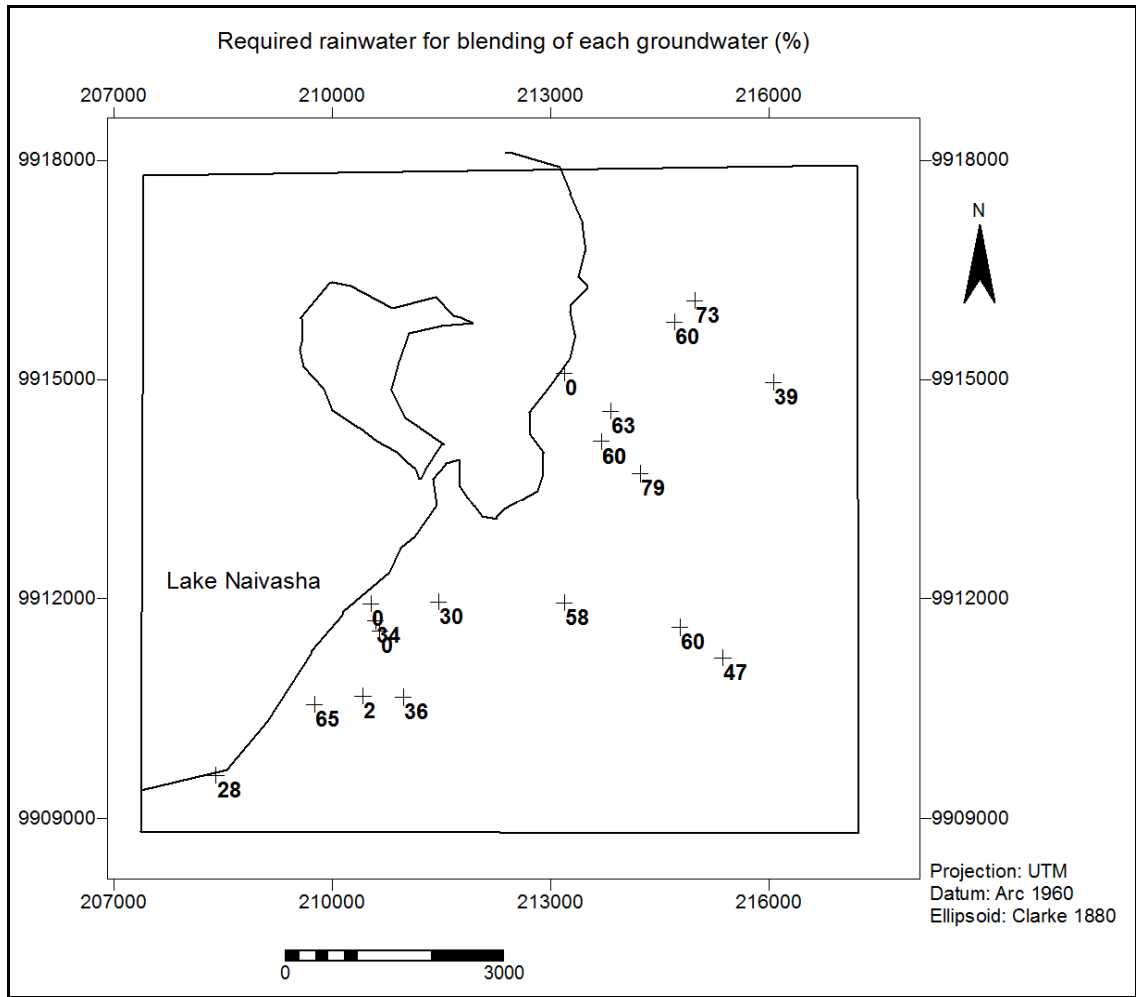 Required rainwater for blending of each groundwater (%)
207000 210000 213000 216000
9918000 9918000
N
73
60
9915000 0 39 9915000
63
60
79
Lake Naivasha
9912000 0 30 58 9912000
34
0 60
47
65 2 36
28
9909000 9909000
Projection: UTM
207000 210000 213000 216000 Datum: Arc 1960
Ellipsoid: Clarke 1880
0 3000